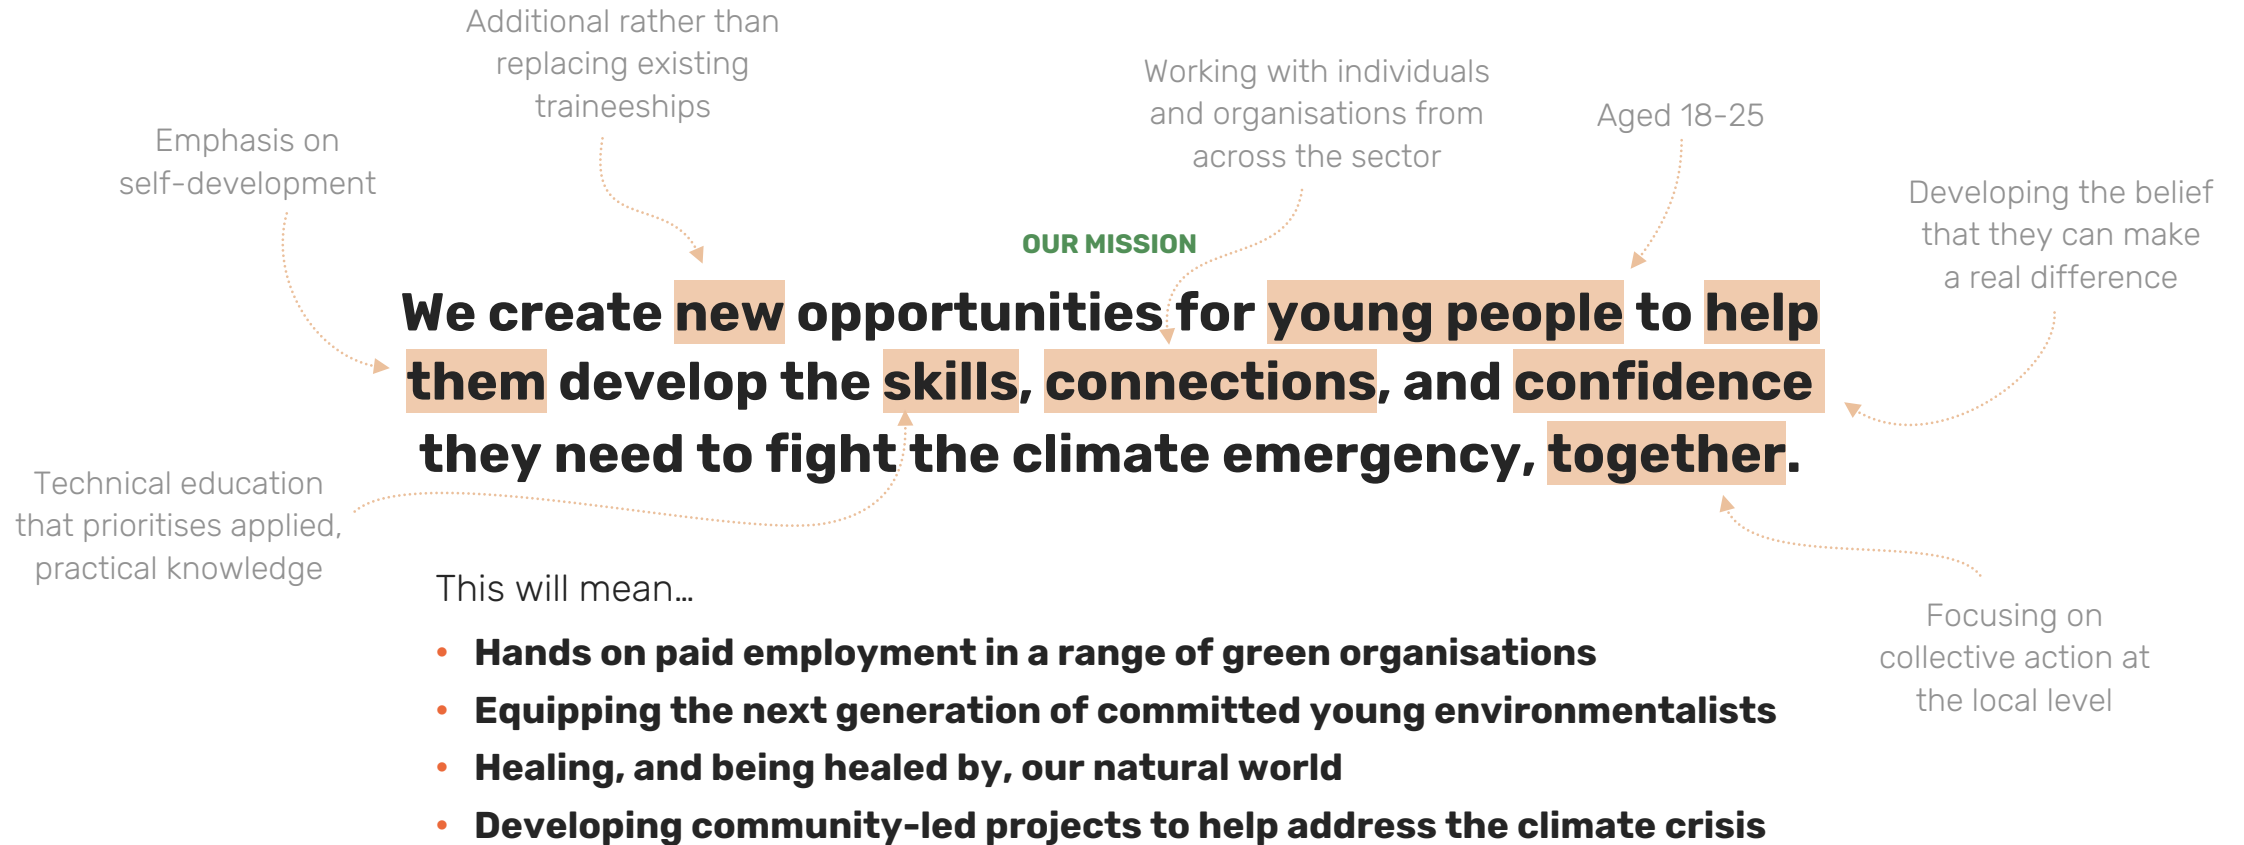 Additional rather than
replacing existing
traineeships
Working with individuals
and organisations from
across the sector
Aged 18-25
Emphasis on
self-development
Developing the belief
that they can make
a real difference
OUR MISSION
We create new opportunities for young people to help
them develop the skills, connections, and confidence
they need to fight the climate emergency, together.
Technical education
that prioritises applied,
practical knowledge
This will mean…
• Hands on paid employment in a range of green organisations
• Equipping the next generation of committed young environmentalists
• Healing, and being healed by, our natural world
• Developing community-led projects to help address the climate crisis
Focusing on
collective action at
the local level